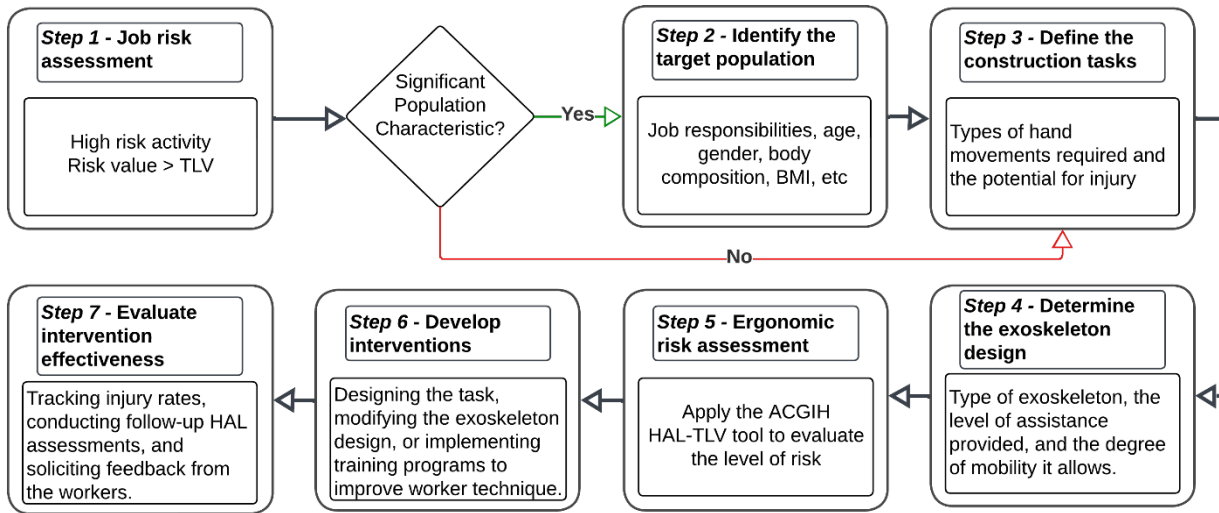 Step 1 - Job risk
assessment
High risk activity
Risk value > TLV
Significant
Population
Characteristic?
Yes
Step 2 - Identify the
target population
Job responsibilities, age,
gender, body
composition, BMI, etc
Step 3 - Define the
construction tasks
Types of hand
movements required and
the potential for injury
No
Step 4 - Determine
the exoskeleton
design
Type of exoskeleton, the
level of assistance
provided, and the degree
of mobility it allows.
Step 5 - Ergonomic
risk assessment
Apply the ACGIH
HAL-TLV tool to evaluate
the level of risk
Step 6 - Develop
interventions
Designing the task,
modifying the exoskeleton
design, or implementing
training programs to
improve worker technique.
Step 7 - Evaluate
intervention
effectiveness
Tracking injury rates,
conducting follow-up HAL
assessments, and
soliciting feedback from
the workers.